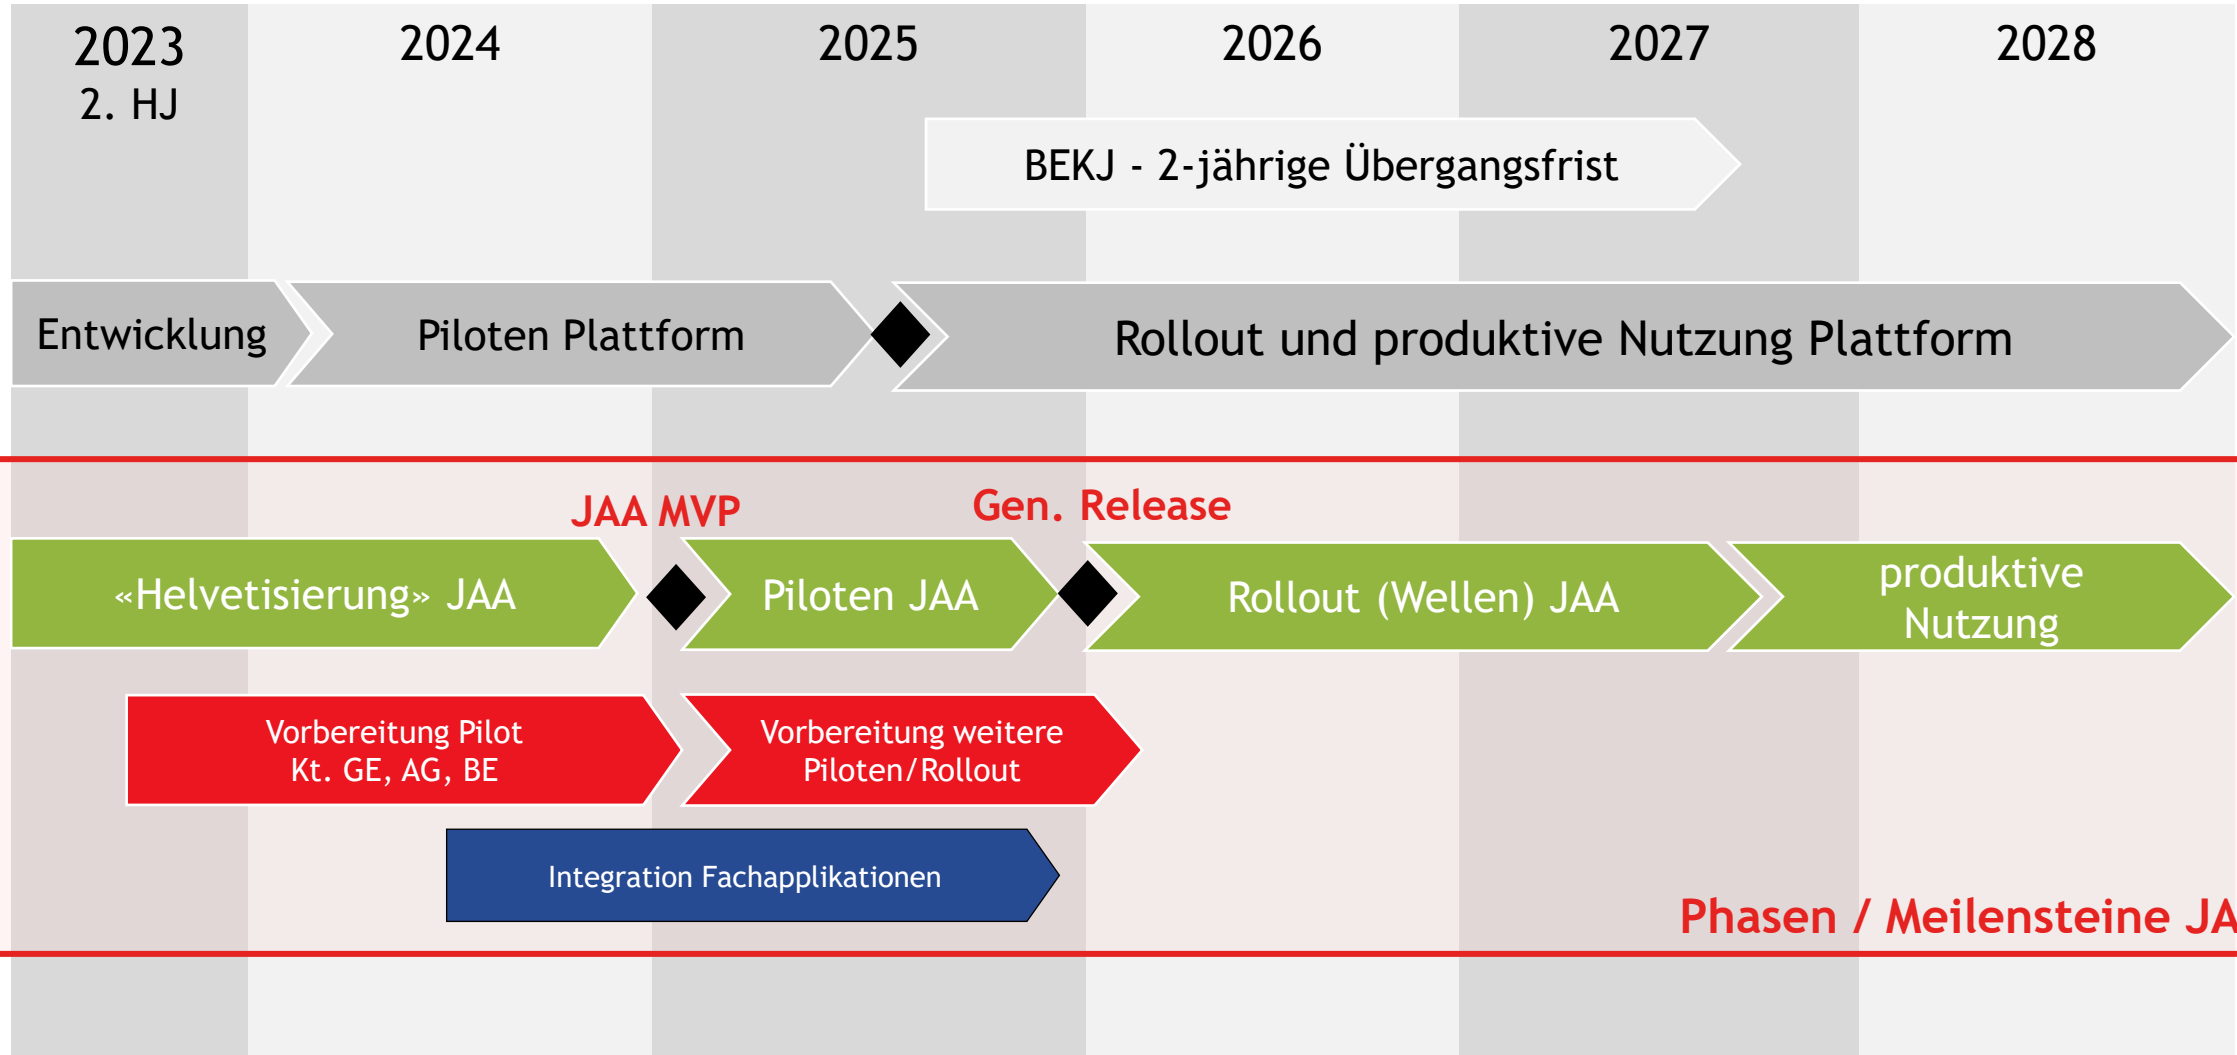 2023
2. HJ
2024
2025
2026
2027
2028
BEKJ - 2-jährige Übergangsfrist
Entwicklung
Piloten Plattform
Rollout und produktive Nutzung Plattform
JAA MVP
Gen. Release
«Helvetisierung» JAA
Piloten JAA
Rollout (Wellen) JAA
produktive
Nutzung
Vorbereitung Pilot
Kt. GE, AG, BE
Vorbereitung weitere
Piloten/Rollout
Integration Fachapplikationen
Phasen / Meilensteine JA